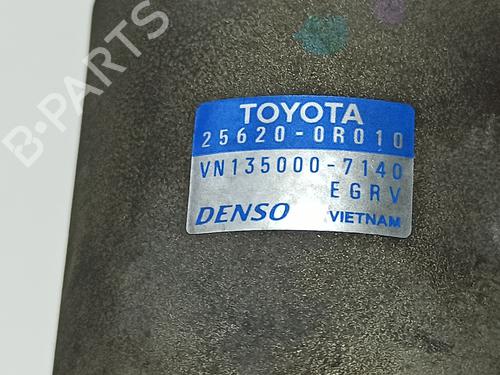 B-PARTS
TOYOTA
25620-0R010
VN135000-7140
EGRV
DENSO VIETNAM